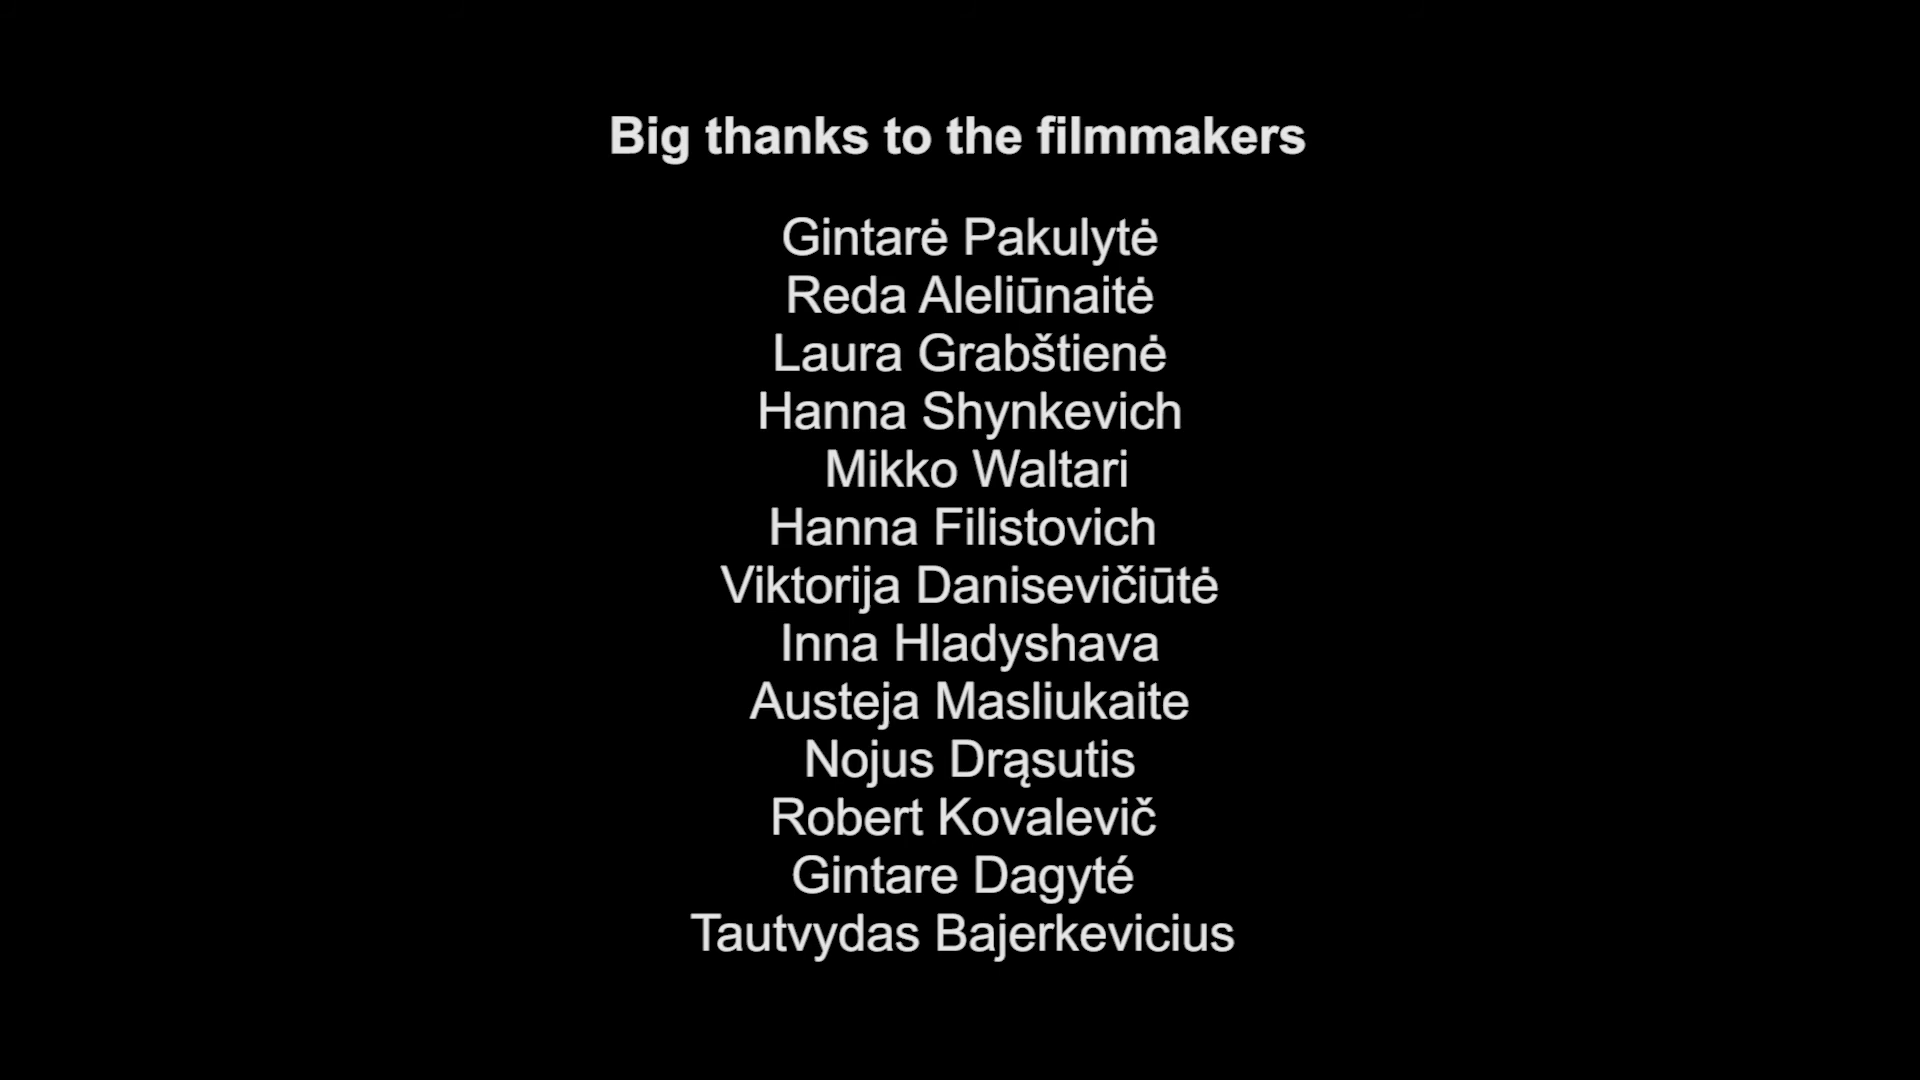 Big thanks to the filmmakers
Gintarė Pakulytė
Reda Aleliūnaitė
Laura Grabštienė
Hanna Shynkevich
Mikko Waltari
Hanna Filistovich
Viktorija Danisevičiūtė
Inna Hladyshava
Austeja Masliukaite
Nojus Drąsutis
Robert Kovalevič
Gintare Dagyté
Tautvydas Bajerkevicius